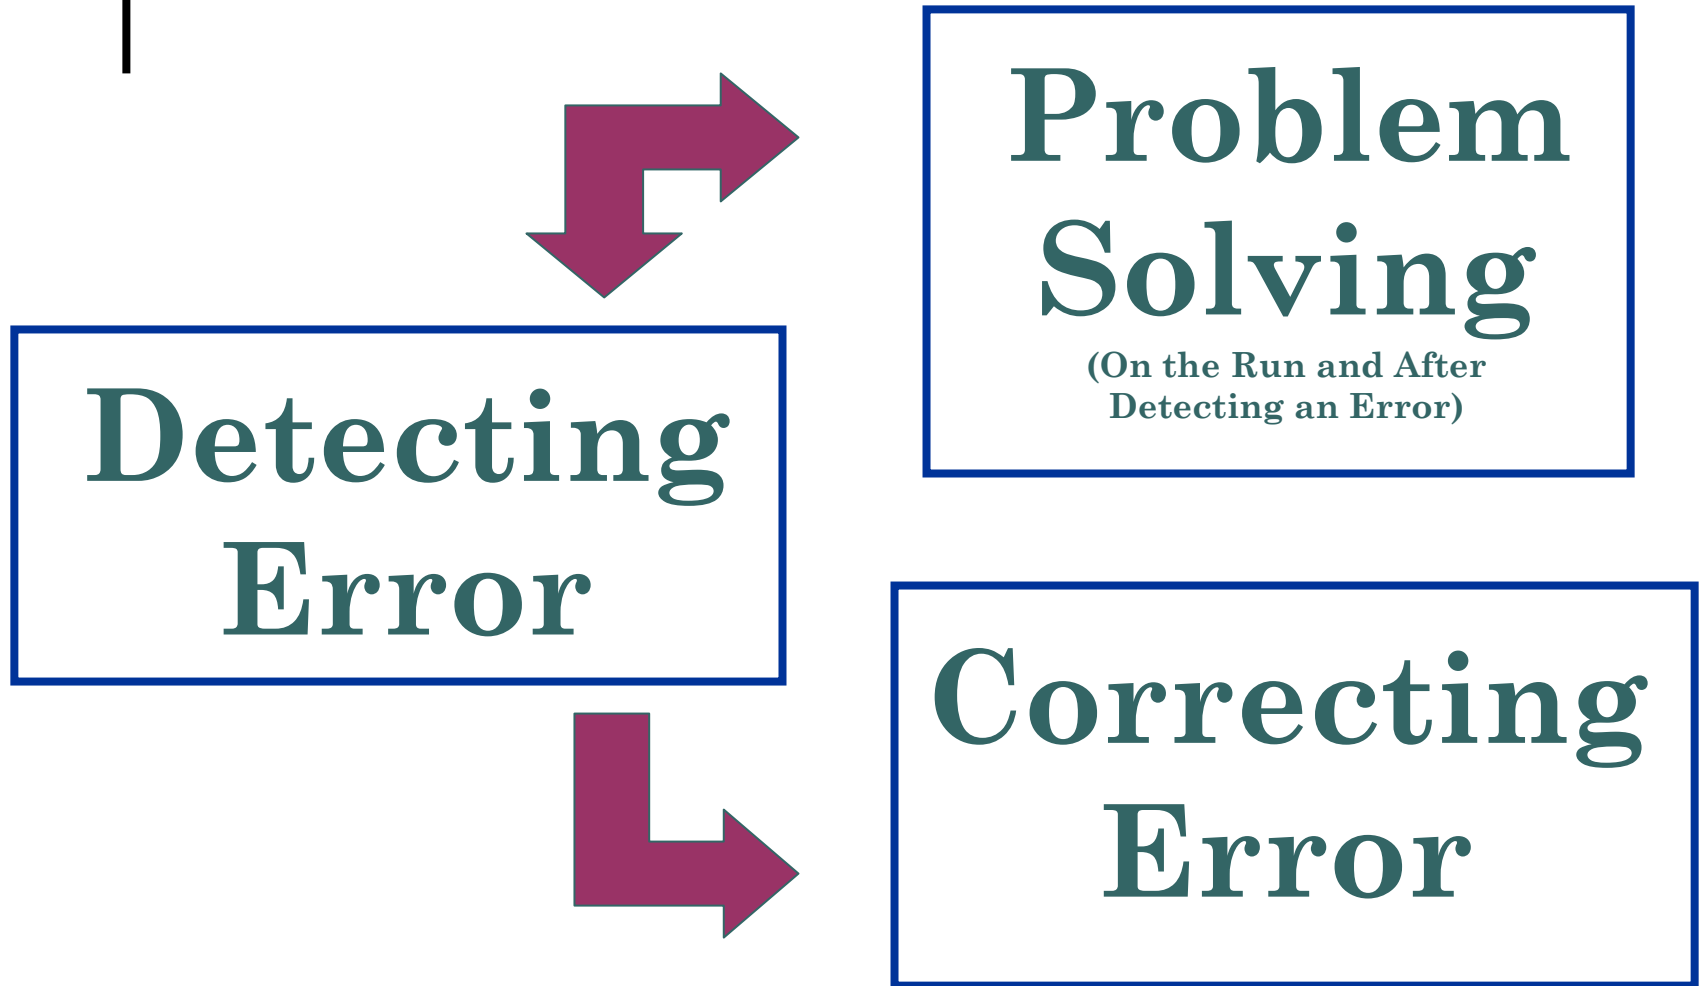 Problem
Solving
(On the Run and After
Detecting an Error)
Detecting
Error
Correcting
Error